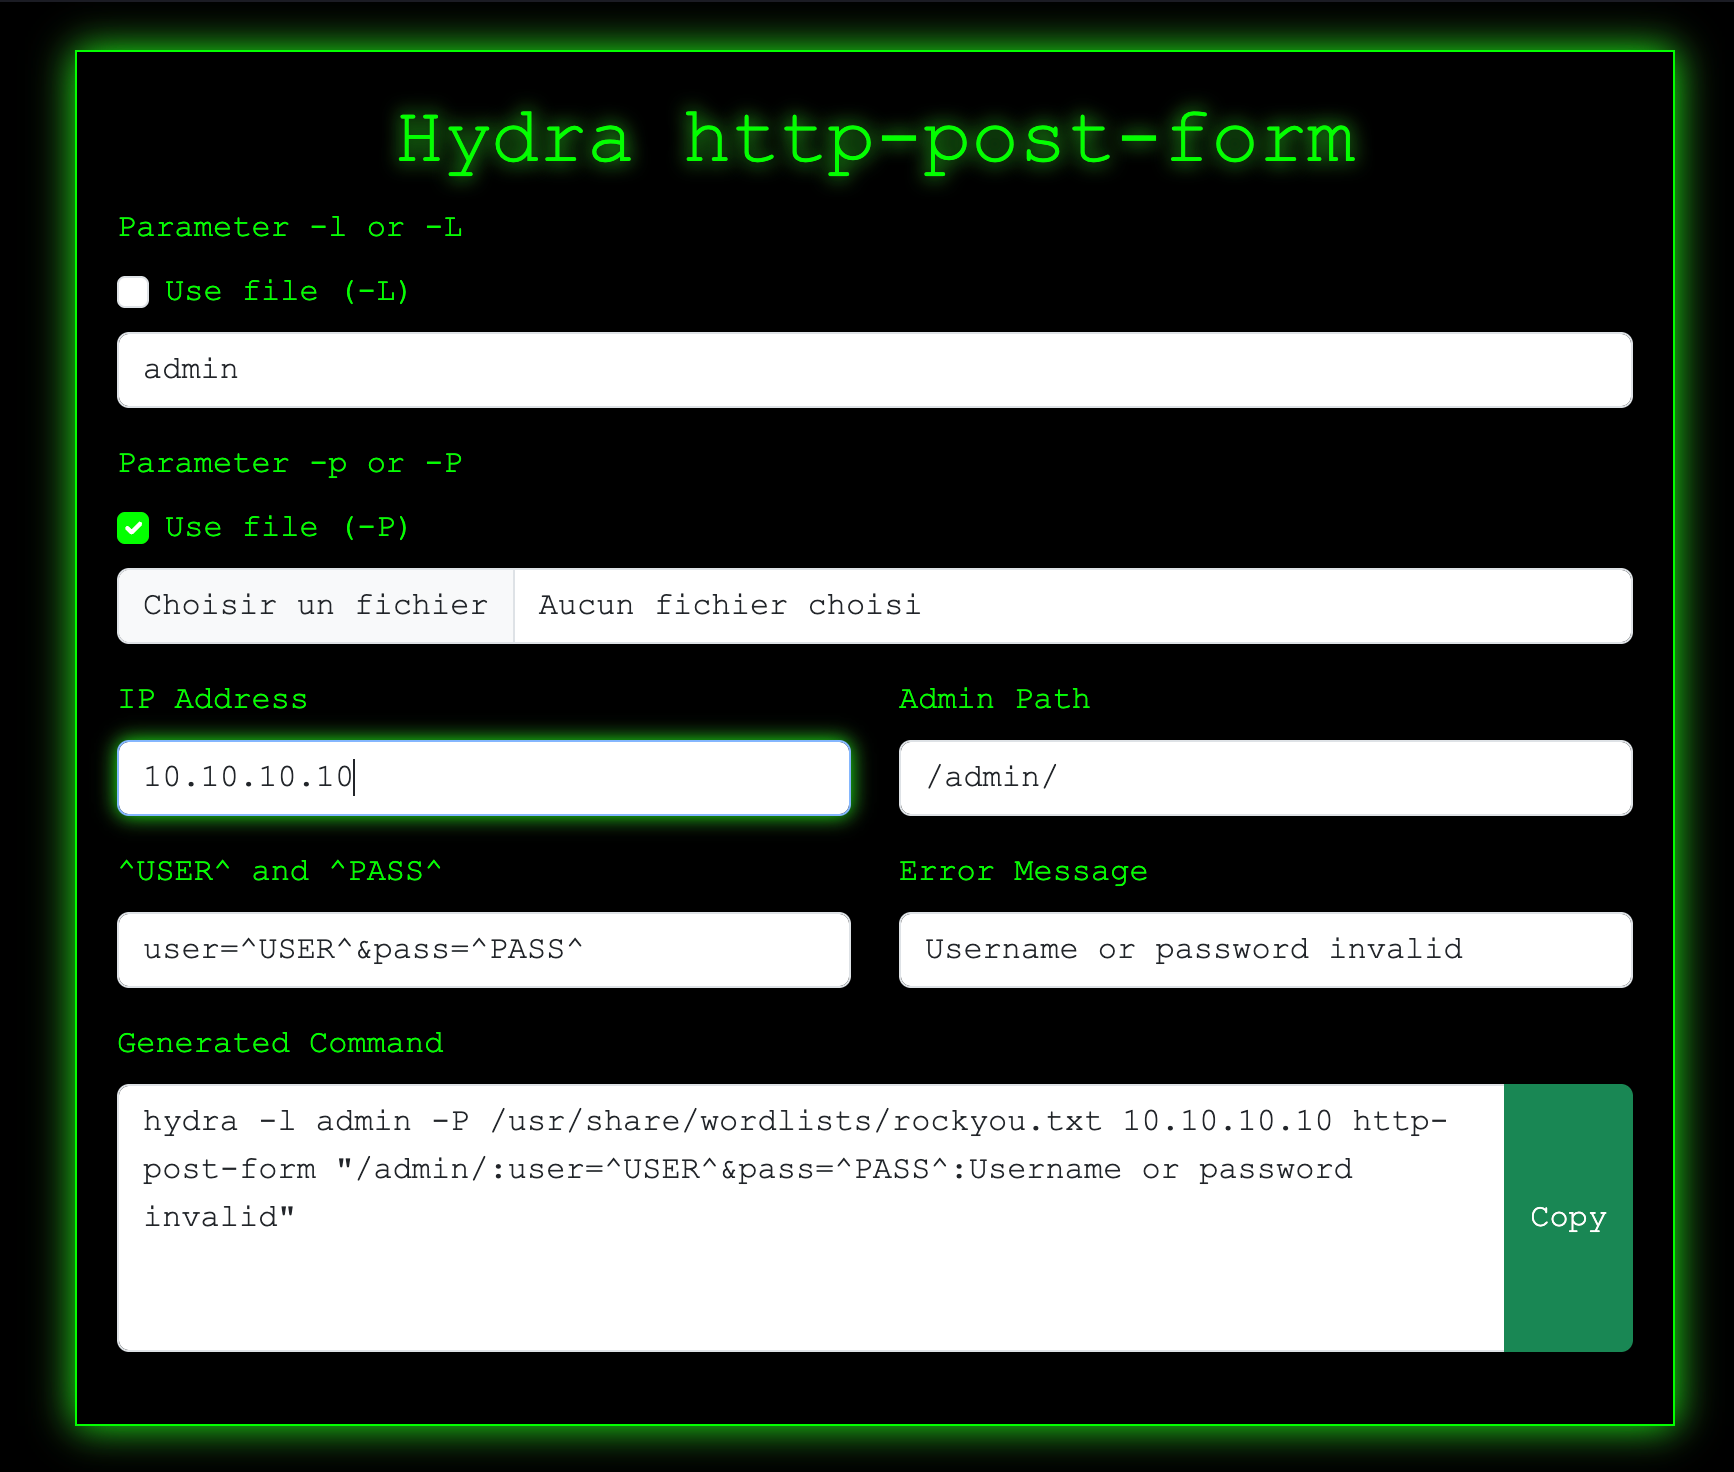 Hydra http-post-form
Parameter -l or -L
Use file (-L)
admin
Parameter -p or -P
Use file (-P)
Choisir un fichier Aucun fichier choisi
IP Address
Admin Path
10.10.10.10
/admin/
^USER^ and ^PASS^
Error Message
user=^USER^&pass=^PASS^
Username or password invalid
Generated Command
hydra -l admin -P /usr/share/wordlists/rockyou.txt 10.10.10.10 http-
post-form "/admin/:user=^USER^&pass=^PASS^:Username or password
invalid"
Copy